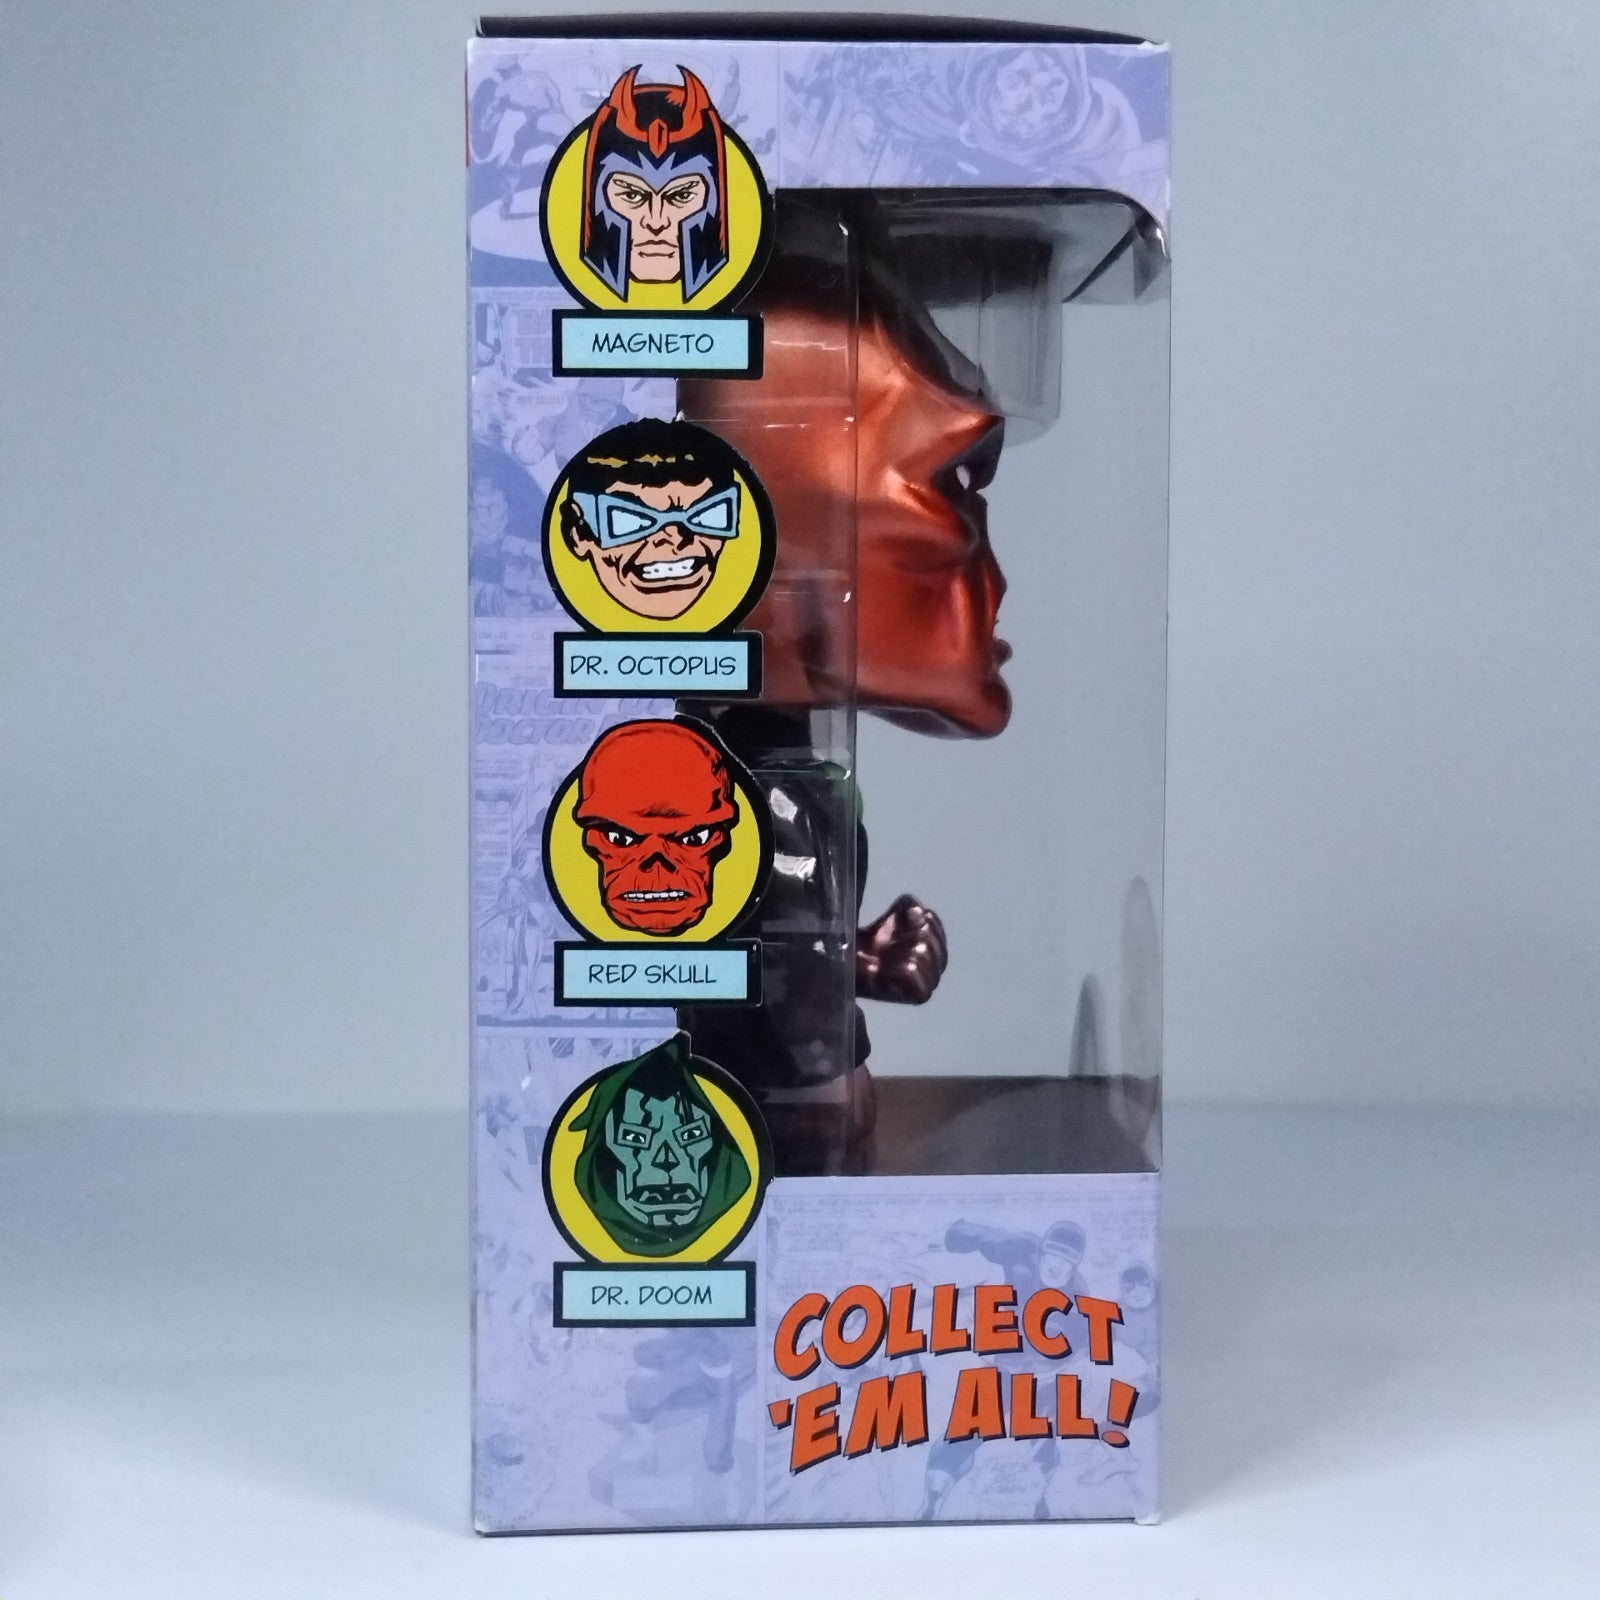 MAGNETO
DR. OCTOPUS
RED SKULL
DR. DOOM
COLLECT
'EM ALL!